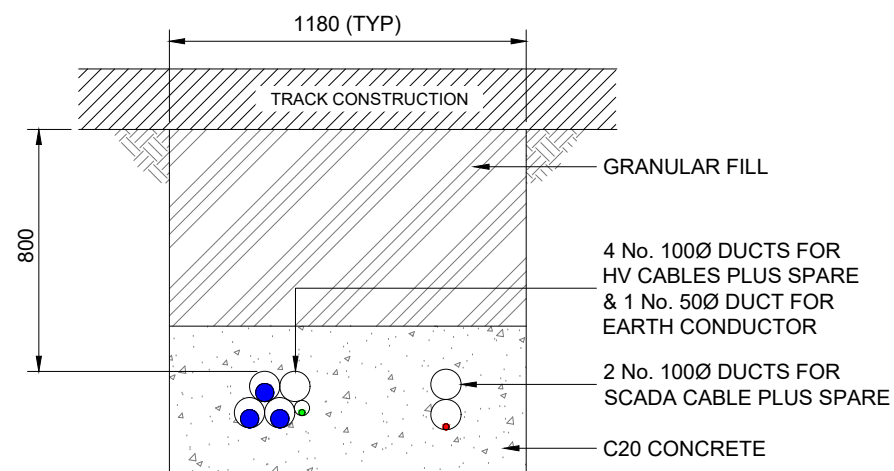 1180 (TYP)
TRACK CONSTRUCTION
GRANULAR FILL
800
4 No. 100Ø DUCTS FOR
HV CABLES PLUS SPARE
& 1 No. 50Ø DUCT FOR
EARTH CONDUCTOR
2 No. 100Ø DUCTS FOR
SCADA CABLE PLUS SPARE
C20 CONCRETE